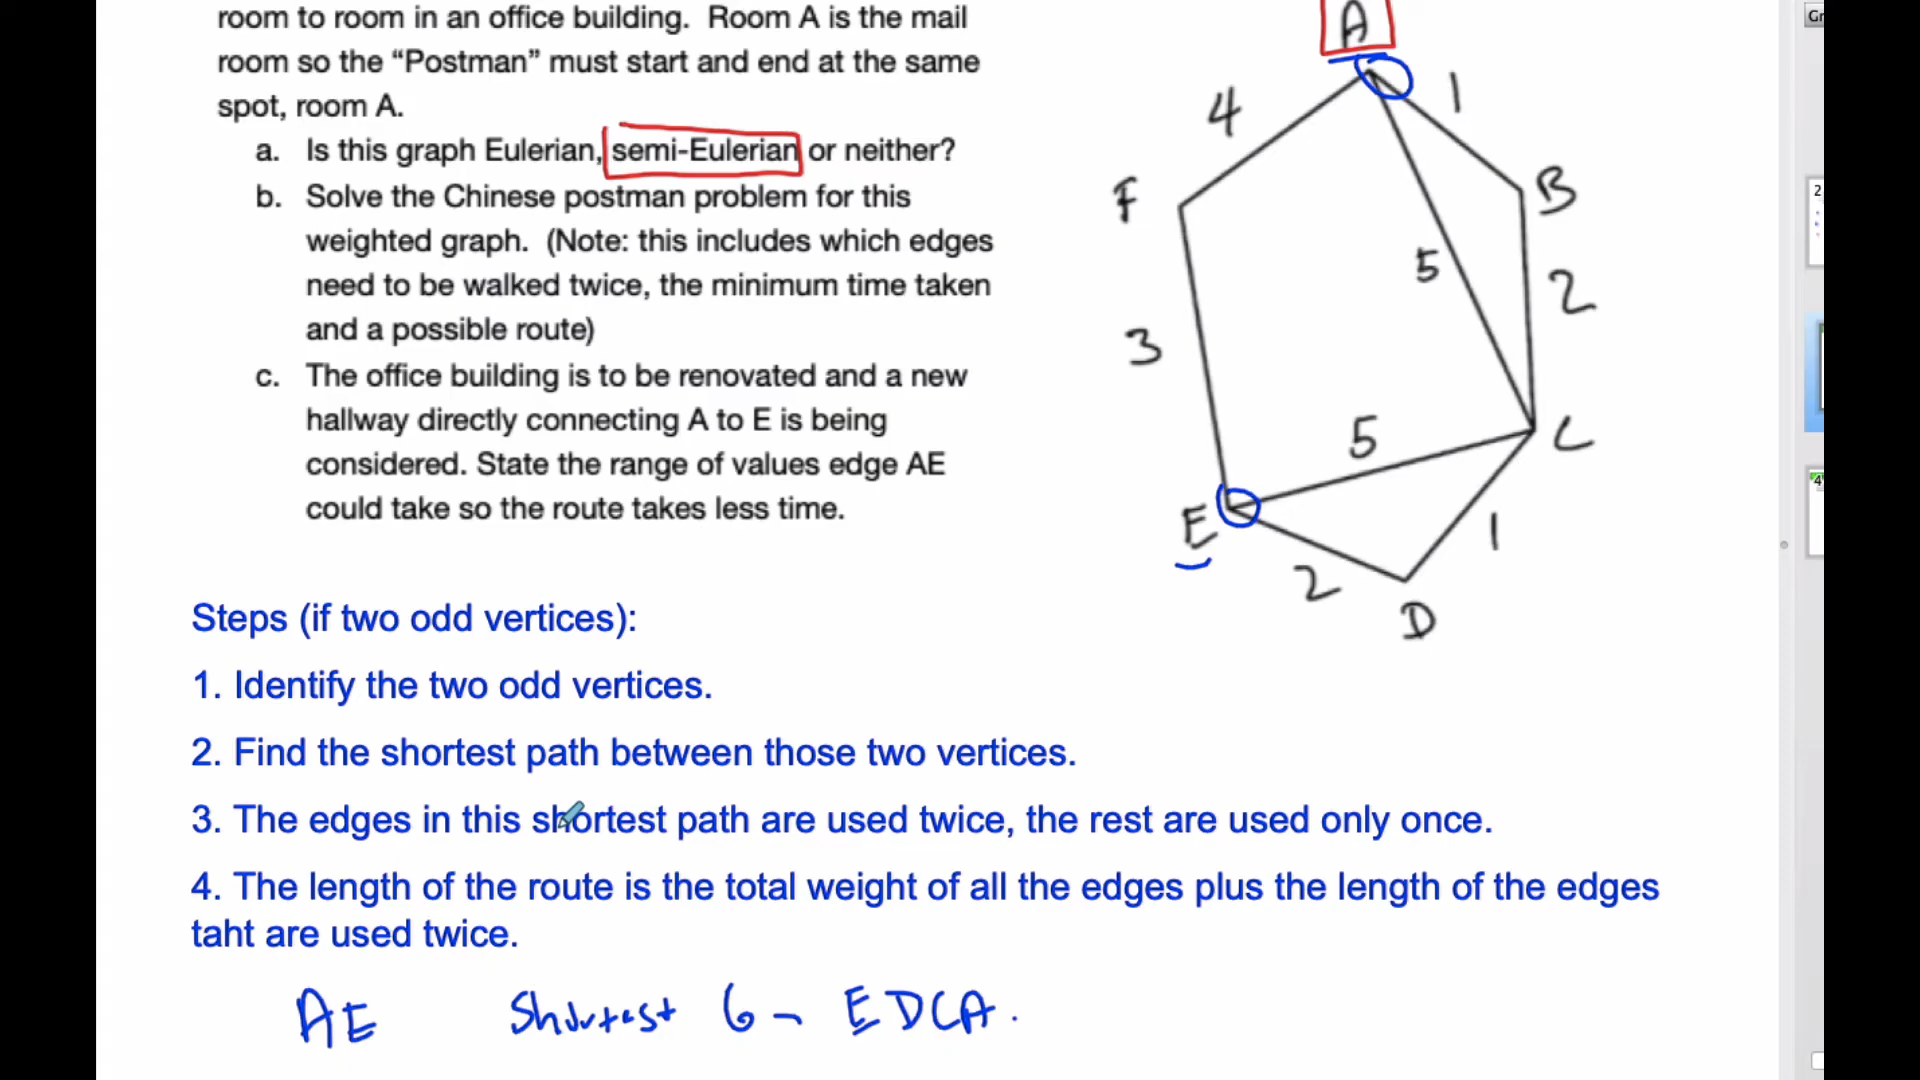 room to room in an office building. Room A is the mail
room so the “Postman” must start and end at the same
spot, room A.
a. Is this graph Eulerian, semi-Eulerian or neither?
b. Solve the Chinese postman problem for this
weighted graph. (Note: this includes which edges
need to be walked twice, the minimum time taken
and a possible route)
c. The office building is to be renovated and a new
hallway directly connecting A to E is being
considered. State the range of values edge AE
could take so the route takes less time.
A
4
1
F
B
5
2
3
5
C
E
1
2
D
Steps (if two odd vertices):
1. Identify the two odd vertices.
2. Find the shortest path between those two vertices.
3. The edges in this shortest path are used twice, the rest are used only once.
4. The length of the route is the total weight of all the edges plus the length of the edges
taht are used twice.
AE Shortest 6 - EDCA.
Gr
2
4